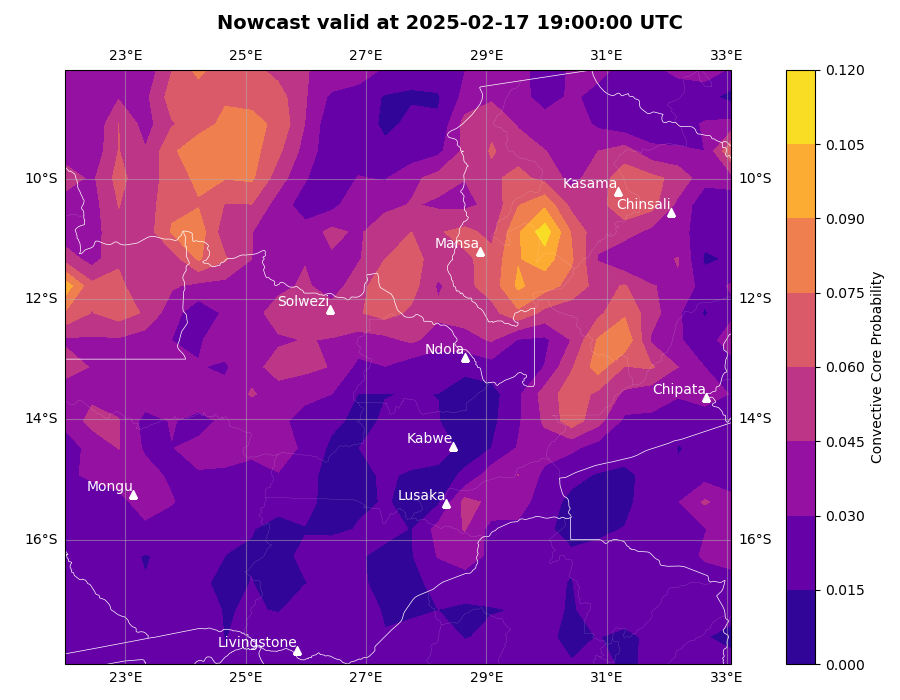 Nowcast valid at 2025-02-17 19:00:00 UTC
23°E 25°E 27°E 29°E 31°E 33°E
0.120
0.105
10°S 10°S
Kasama
Chinsali
0.090
Mansa
0.075
12°S 12°S
Solwezi
Ndola
0.060
Chipata
14°S 14°S
0.045
Kabwe
Mongu
Lusaka
0.030
16°S 16°S
0.015
Livingstone
0.000
23°E 25°E 27°E 29°E 31°E 33°E
Convective Core Probability